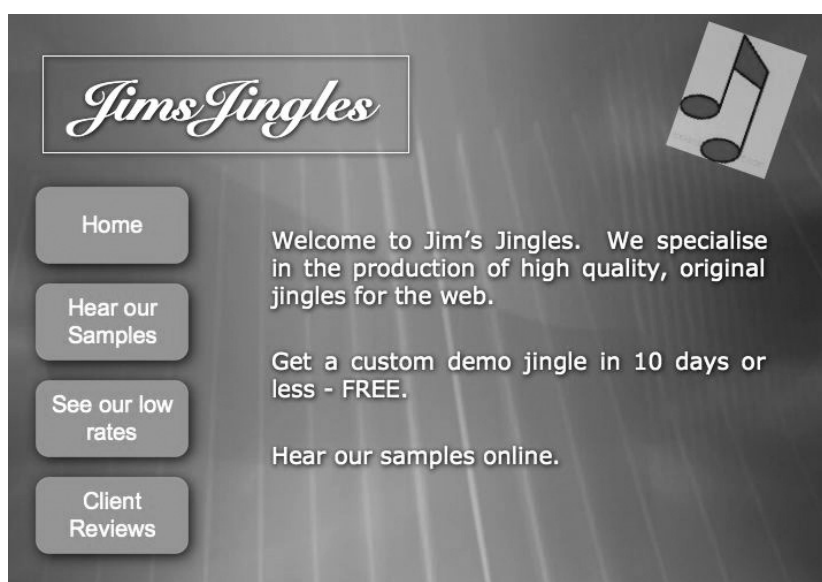 JimsJingles
Home
Hear our
Samples
See our low
rates
Client
Reviews
Welcome to Jim's Jingles. We specialise
in the production of high quality, original
jingles for the web.
Get a custom demo jingle in 10 days or
less - FREE.
Hear our samples online.